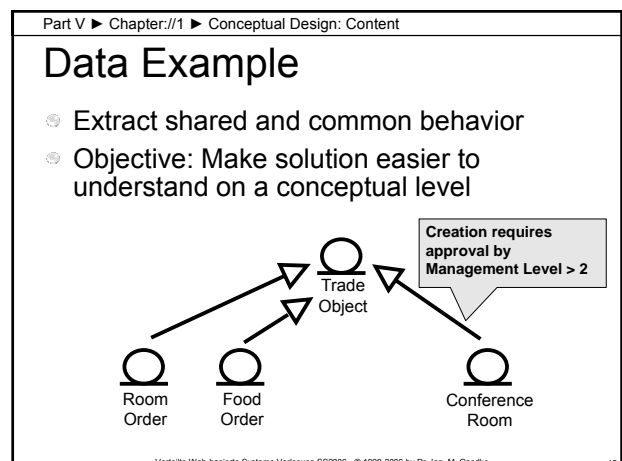 Part V ► Chapter://1 ► Conceptual Design: Content
Data Example
Extract shared and common behavior
Objective: Make solution easier to
understand on a conceptual level
Creation requires
approval by
Management Level > 2
Trade
Object
Room
Order
Food
Order
Conference
Room